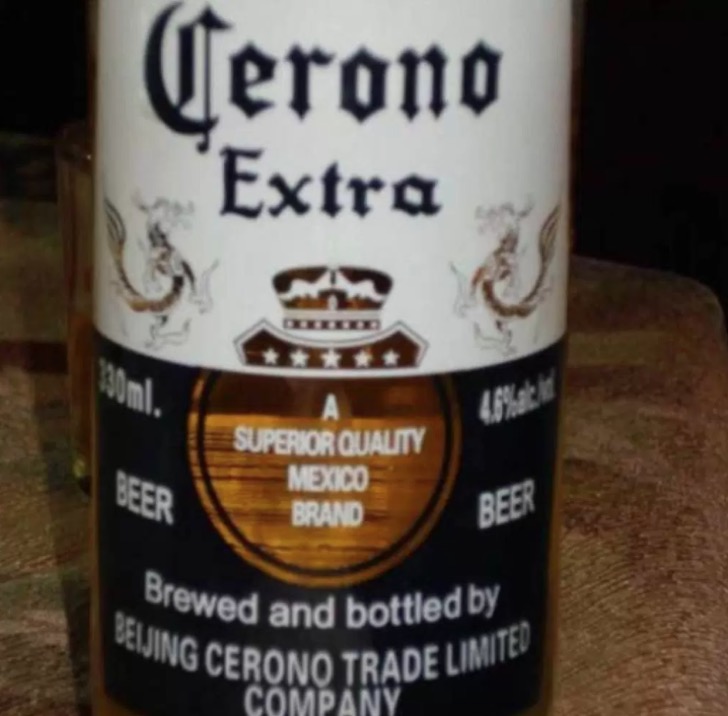 Cerono
Extra
330ml.
4,6%alc./vol.
A
SUPERIOR QUALITY
MEXICO
BRAND
BEER
BEER
Brewed and bottled by
BEIJING CERONO TRADE LIMITED
COMPANY